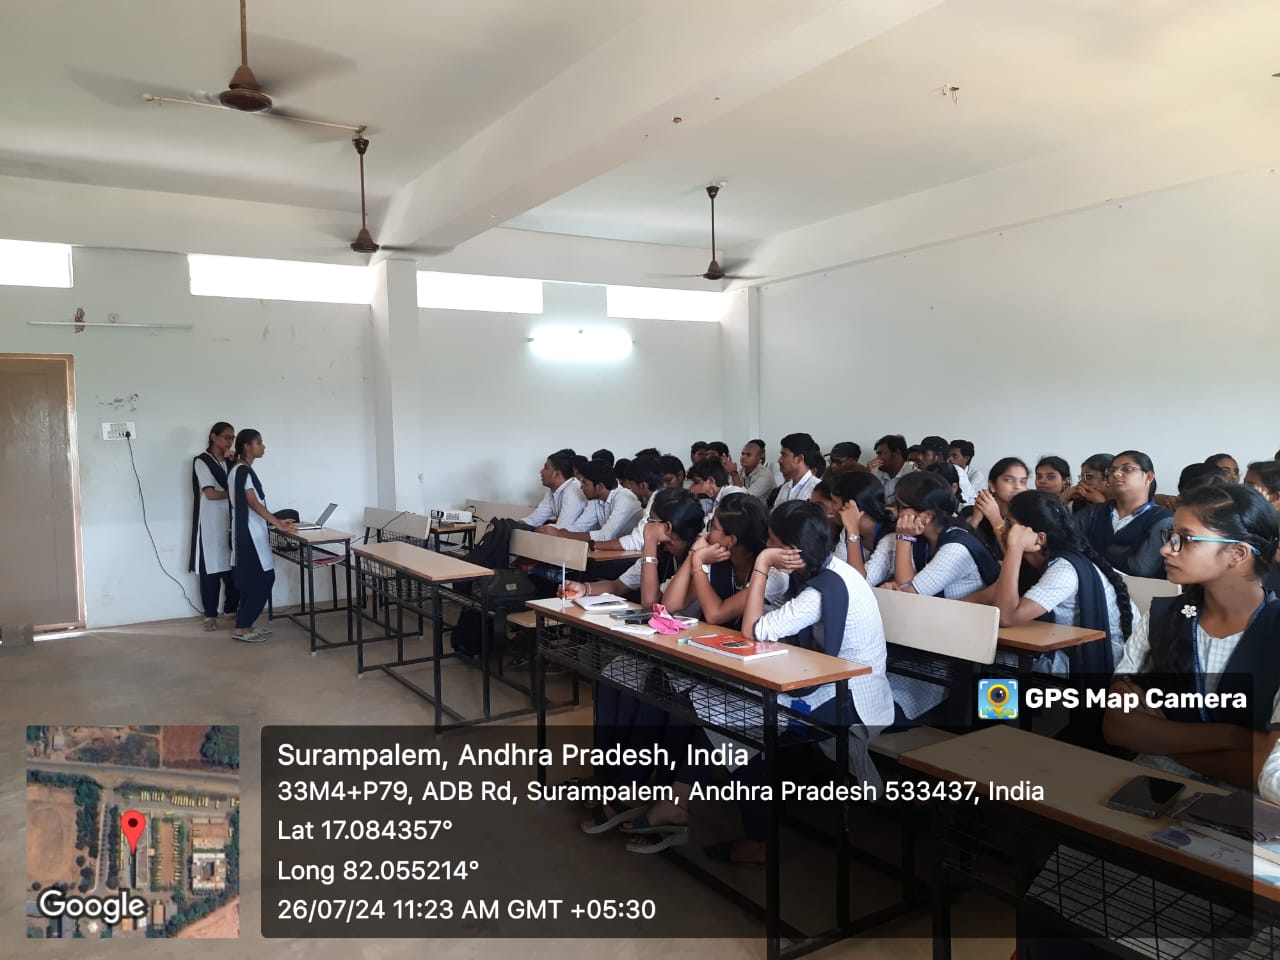 GPS Map Camera
Surampalem, Andhra Pradesh, India
33M4+P79, ADB Rd, Surampalem, Andhra Pradesh 533437, India
Lat 17.084357°
Long 82.055214°
26/07/24 11:23 AM GMT +05:30
Google